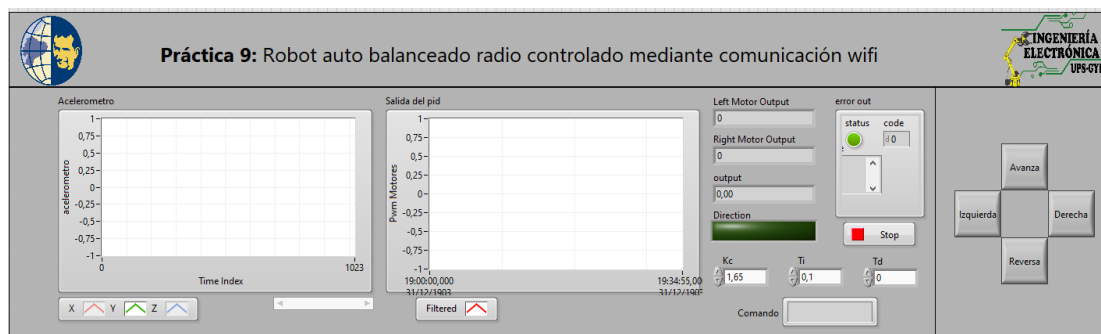 Práctica 9: Robot auto balanceado radio controlado mediante comunicación wifi
INGENIERÍA
ELECTRÓNICA
UPS-GYE
Acelerometro
1
0,75
0,5
0,25
0
-0,25
-0,5
-0,75
-1
acelerometro
0
1023
Time Index
X
Y
Z
Salida del pid
1
0,75
0,5
0,25
0
-0,25
-0,5
-0,75
-1
Pwm Motores
19:00:00,000
31/12/1903
19:34:55,00
31/12/190
Filtered
Left Motor Output
0
Right Motor Output
0
output
0,00
Direction
error out
status
code
d 0
Stop
Kc
1,65
Ti
0,1
Td
0
Comando
Avanza
Izquierda
Derecha
Reversa